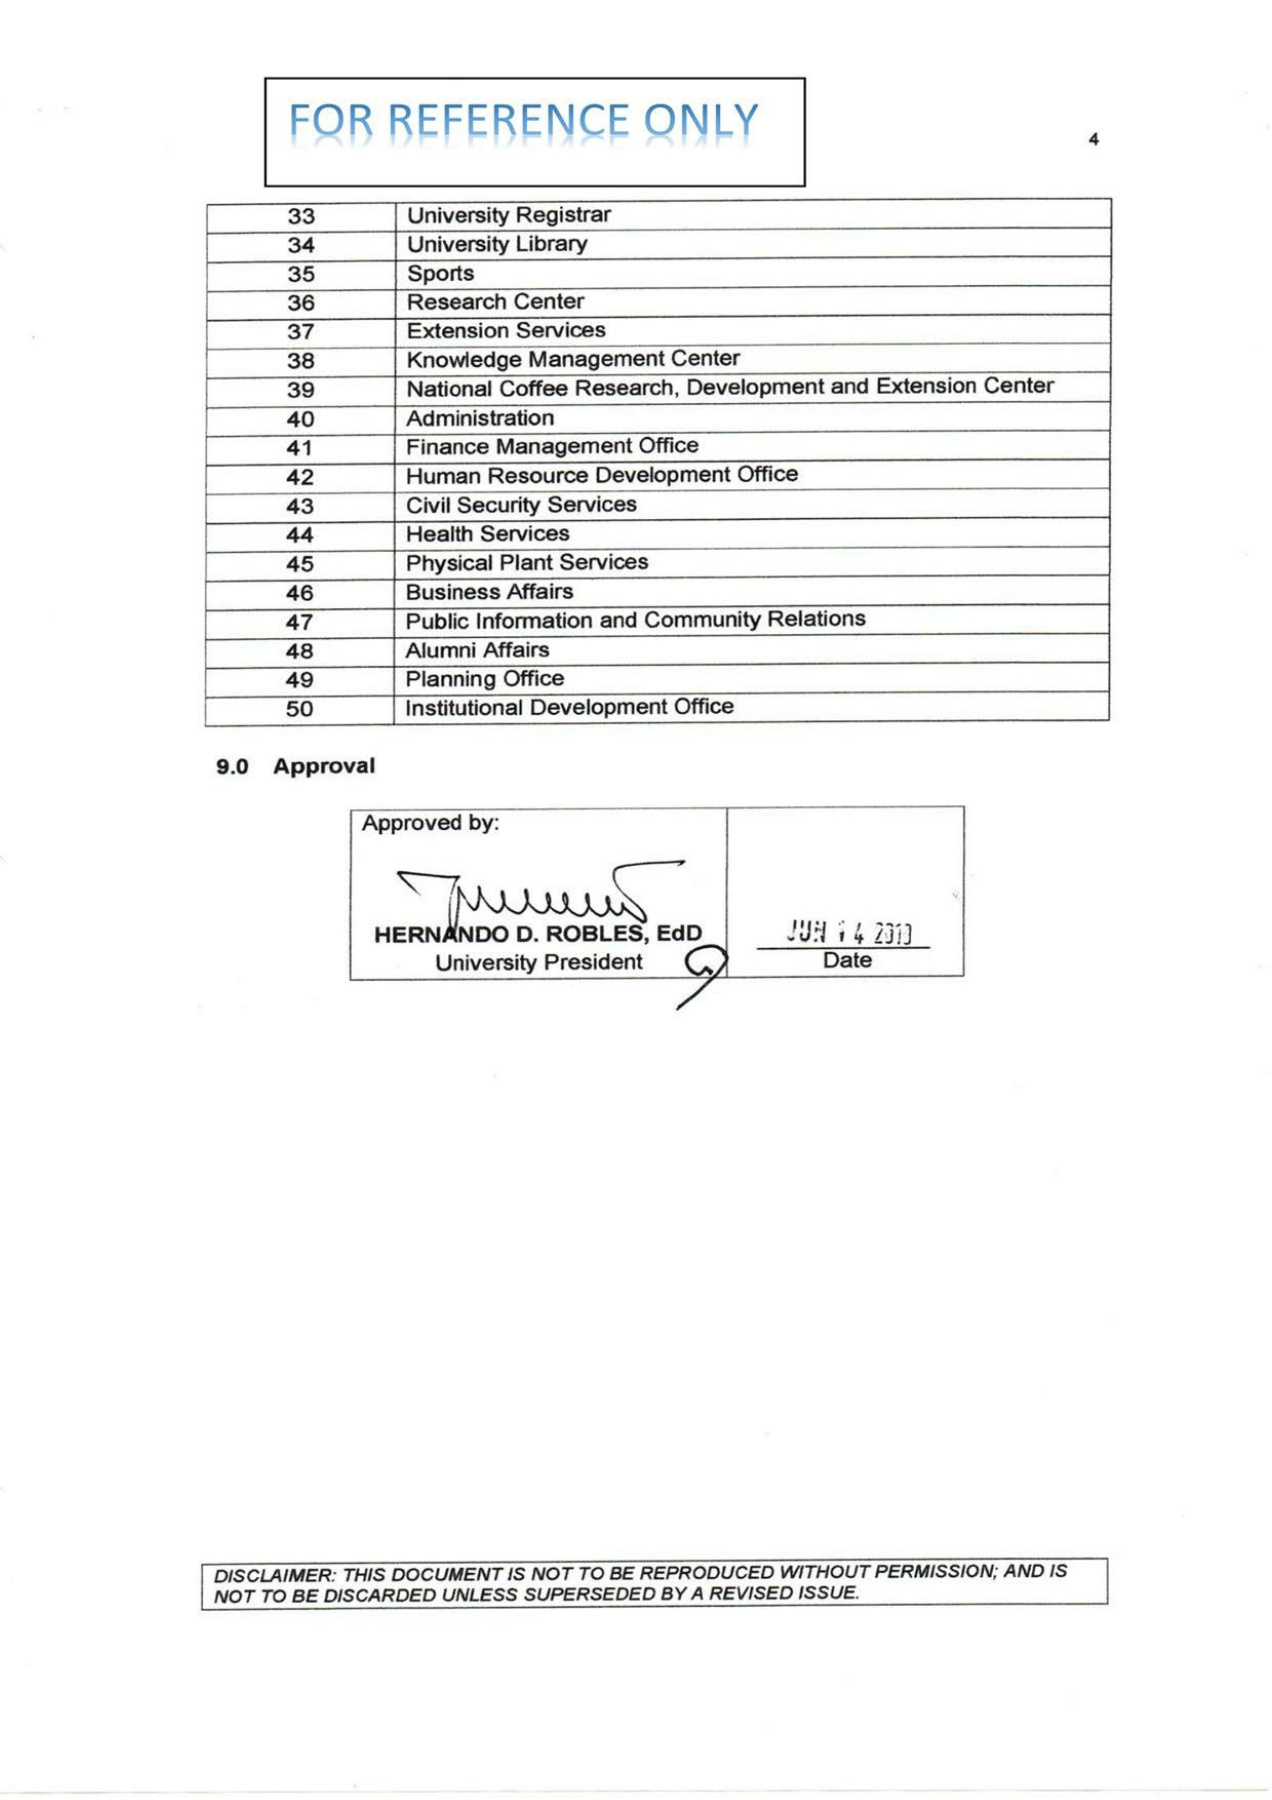 FOR REFERENCE ONLY
4
33 University Registrar
34 University Library
35 Sports
36 Research Center
37 Extension Services
38 Knowledge Management Center
39 National Coffee Research, Development and Extension Center
40 Administration
41 Finance Management Office
42 Human Resource Development Office
43 Civil Security Services
44 Health Services
45 Physical Plant Services
46 Business Affairs
47 Public Information and Community Relations
48 Alumni Affairs
49 Planning Office
50 Institutional Development Office
9.0 Approval
Approved by:
HERNANDO D. ROBLES, EdD
University President
JUN 14
Date
DISCLAIMER: THIS DOCUMENT IS NOT TO BE REPRODUCED WITHOUT PERMISSION; AND IS
NOT TO BE DISCARDED UNLESS SUPERSEDED BY A REVISED ISSUE.